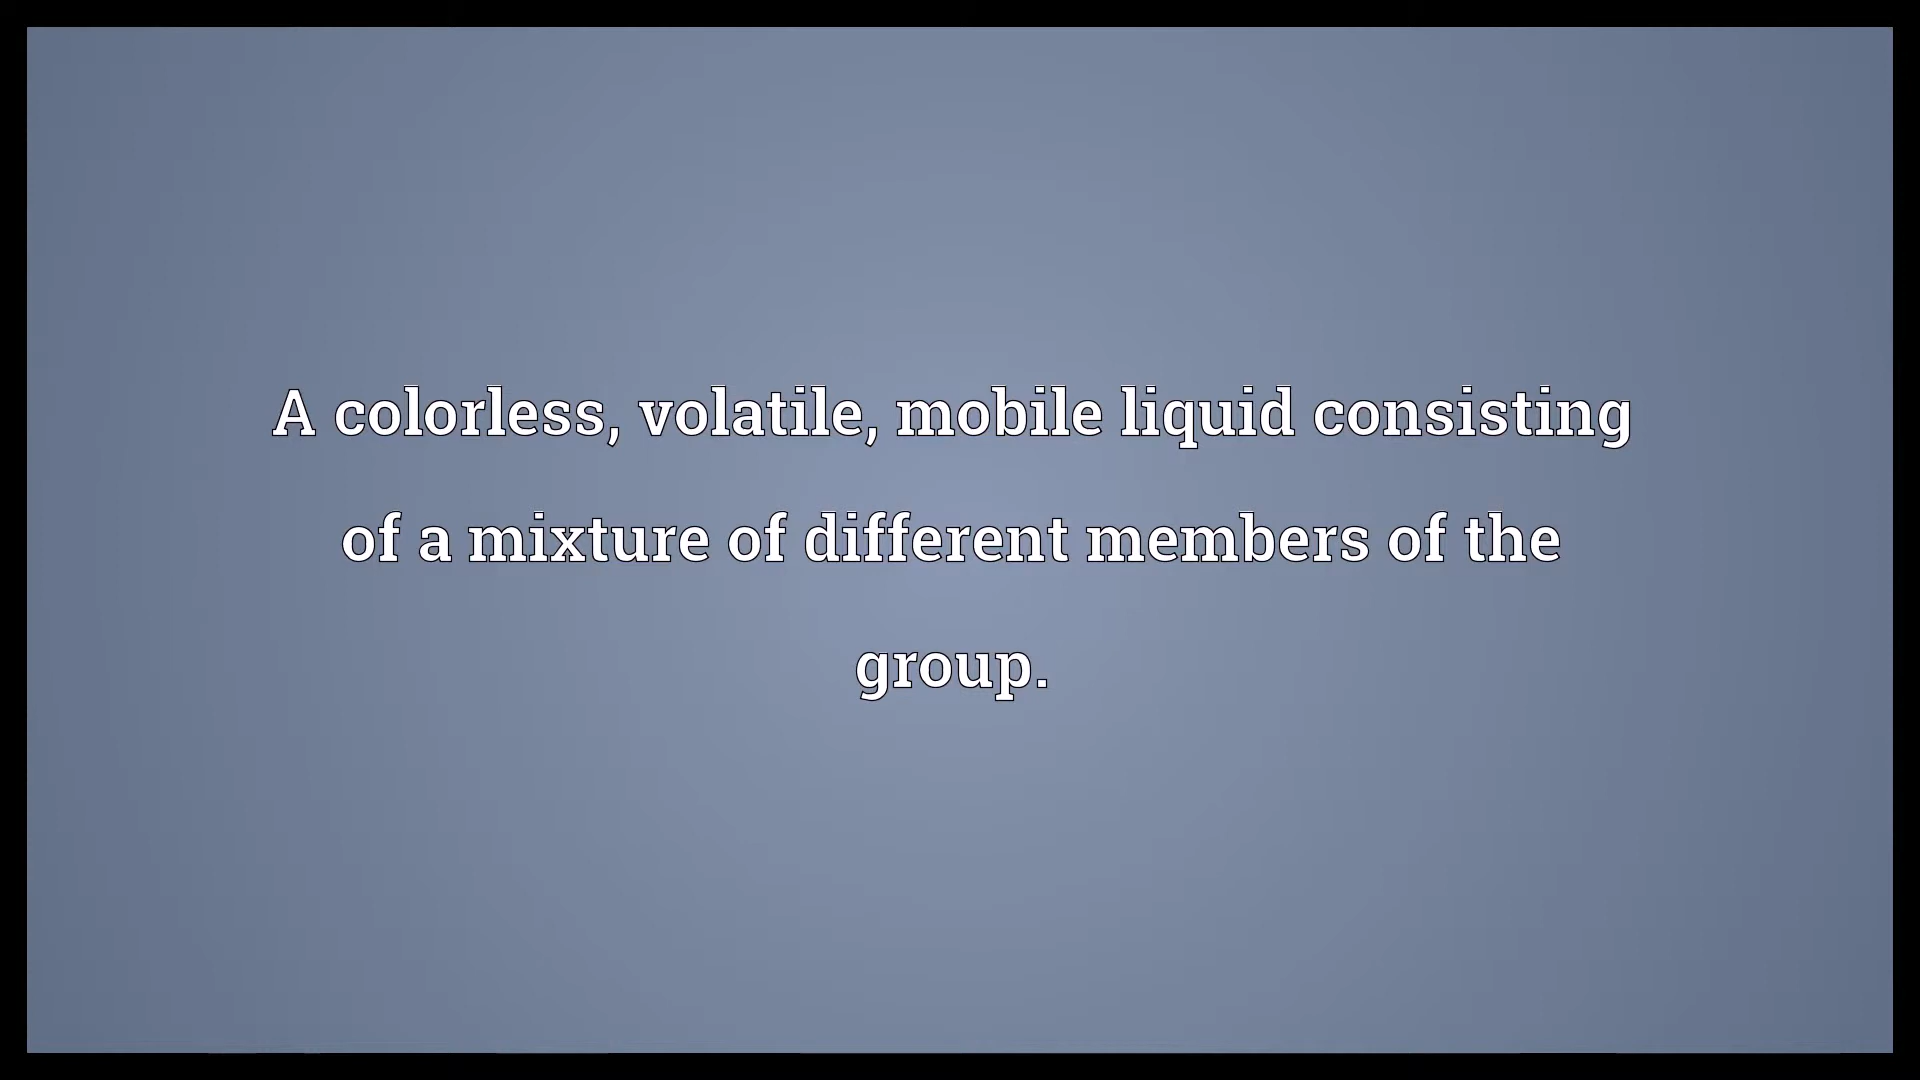 A colorless, volatile, mobile liquid consisting
of a mixture of different members of the
group.